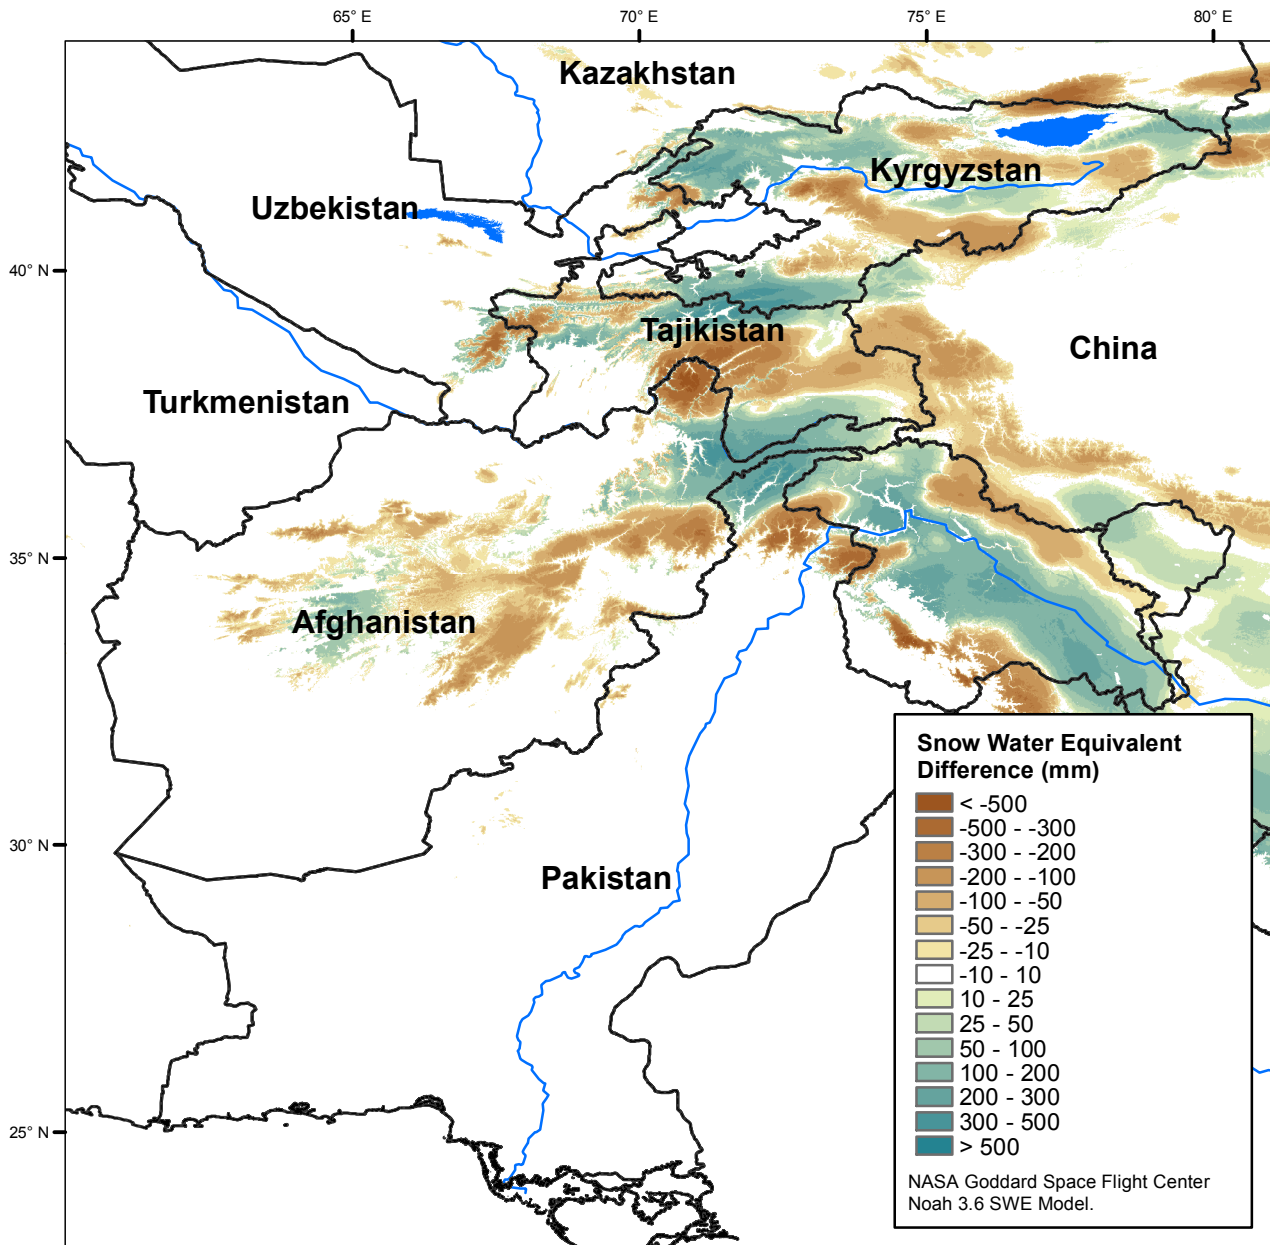 65° E
70° E
75° E
80° E
Kazakhstan
Kyrgyzstan
Uzbekistan
40° N
Tajikistan
China
Turkmenistan
35° N
Afghanistan
Snow Water Equivalent
Difference (mm)
< -500
-500 - -300
-300 - -200
-200 - -100
-100 - -50
-50 - -25
-25 - -10
-10 - 10
10 - 25
25 - 50
50 - 100
100 - 200
200 - 300
300 - 500
> 500
30° N
Pakistan
25° N
NASA Goddard Space Flight Center
Noah 3.6 SWE Model.